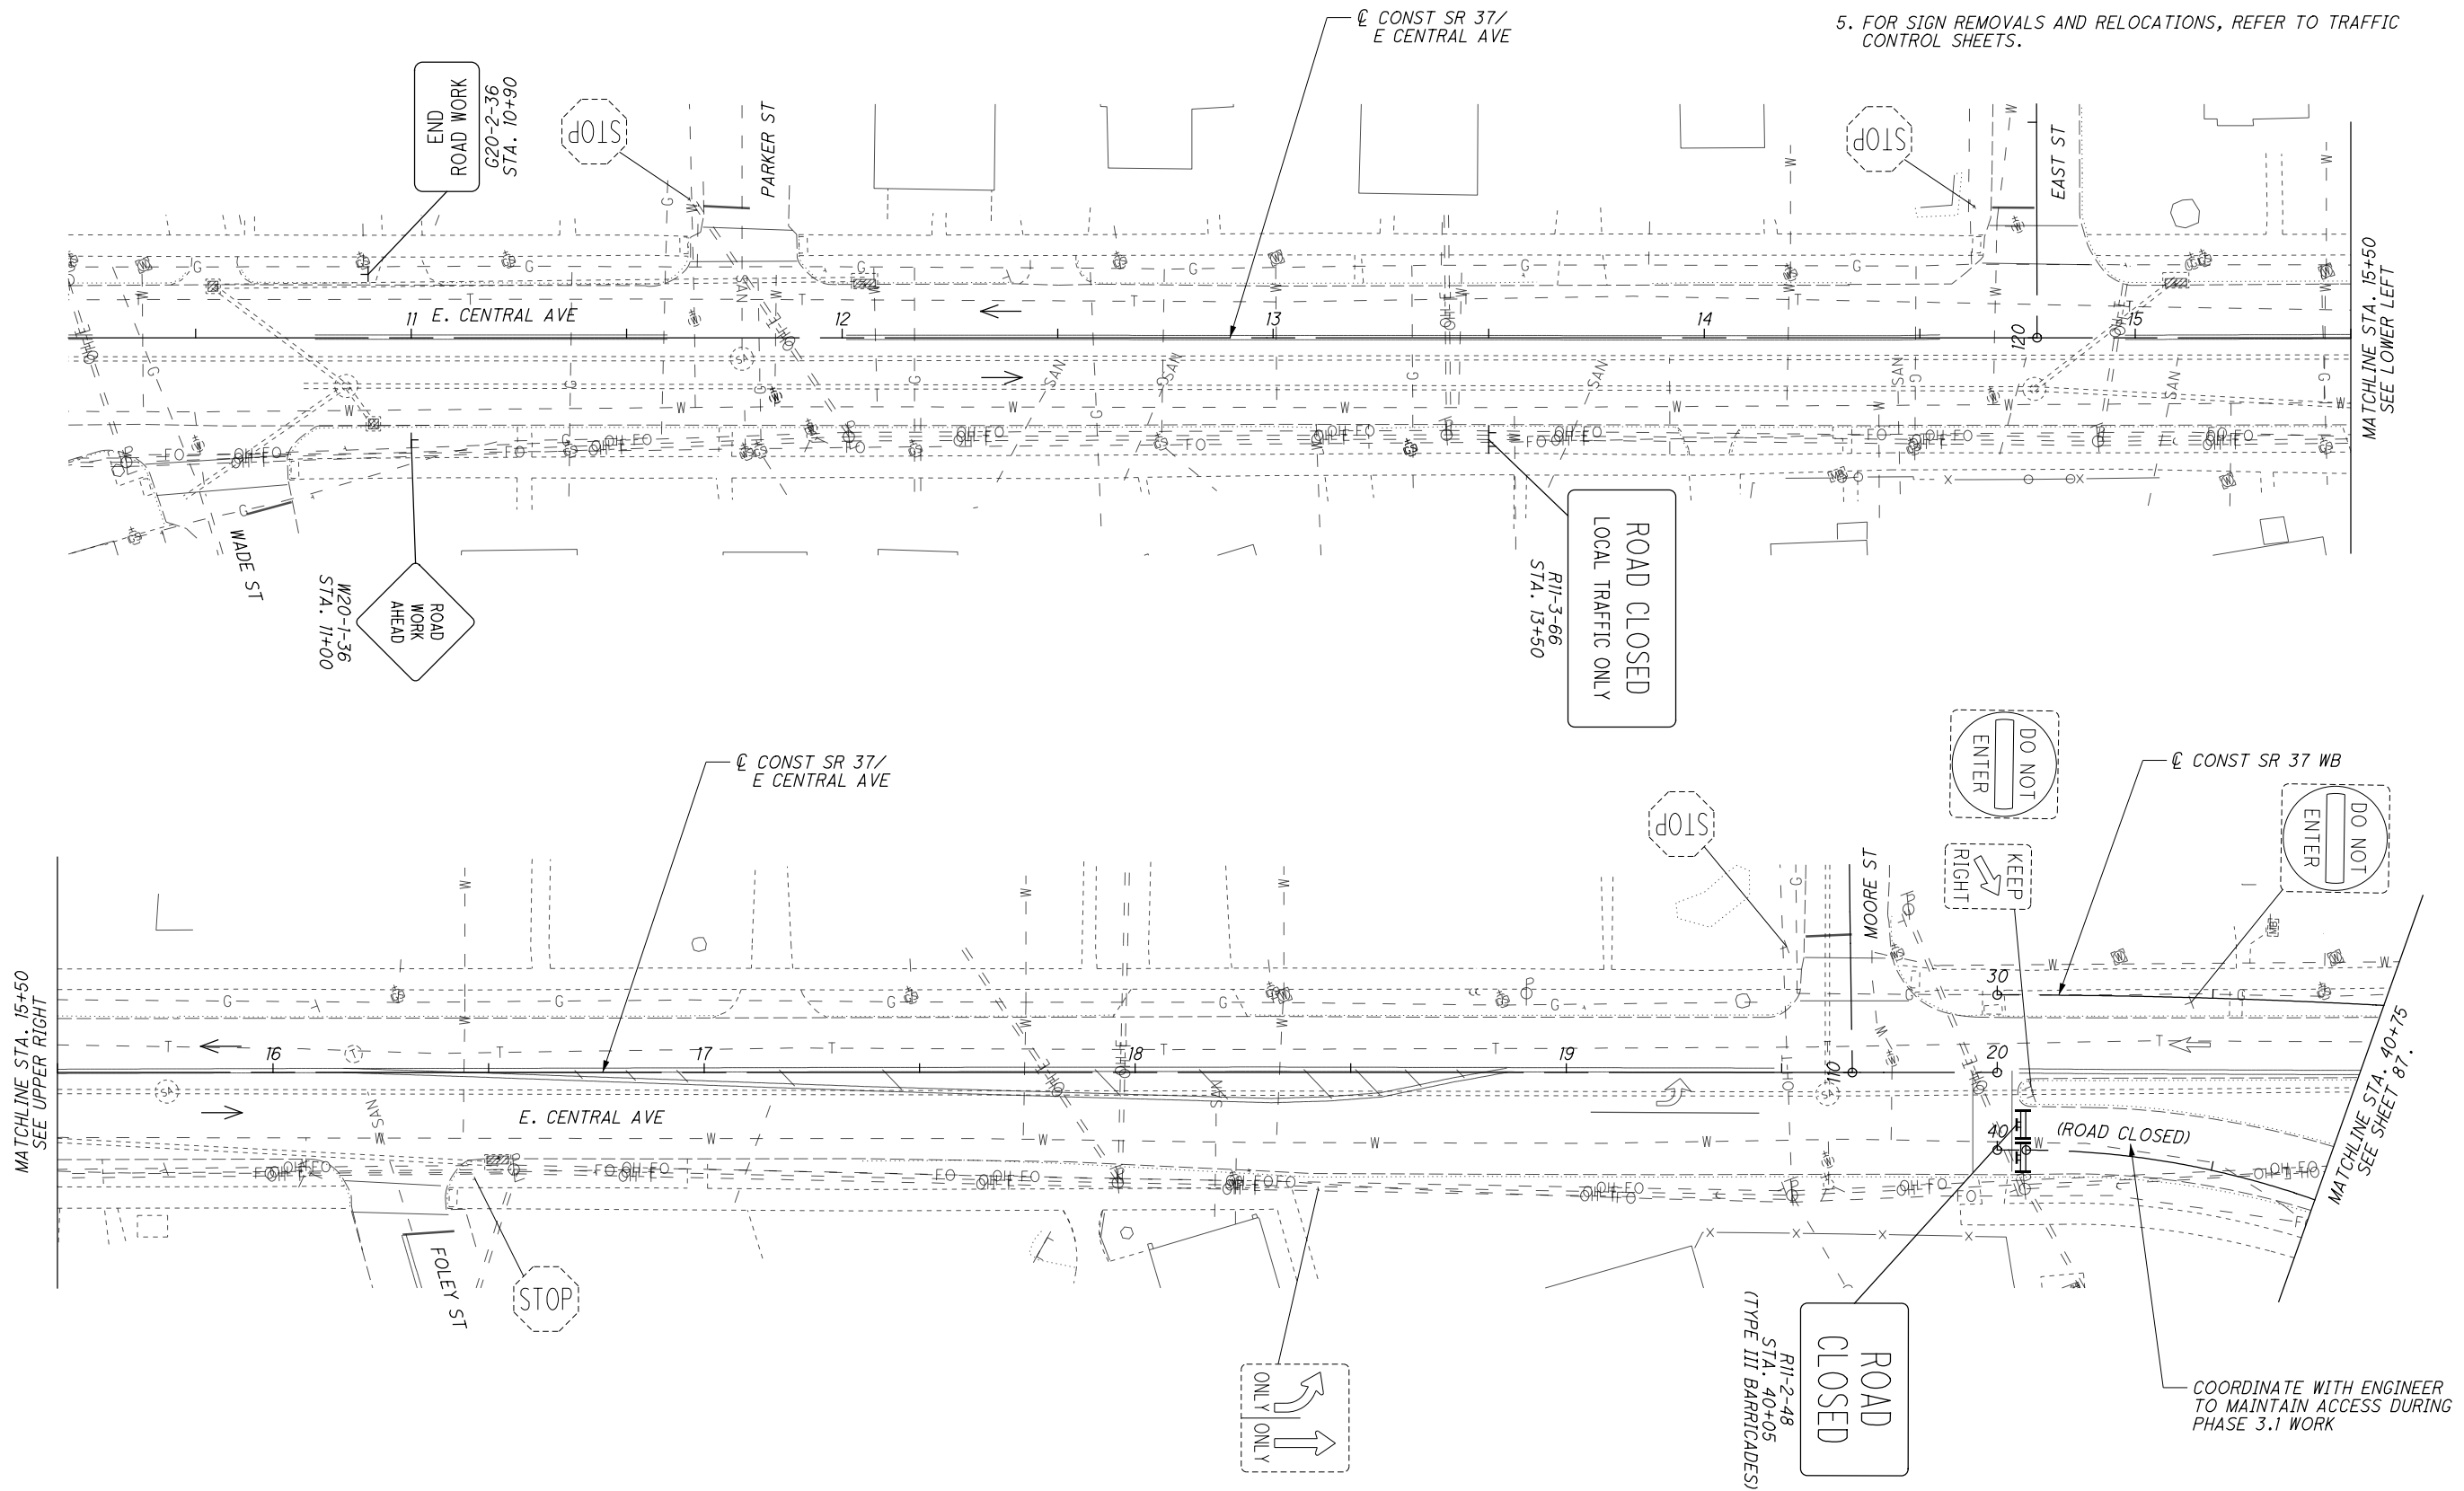 5. FOR SIGN REMOVALS AND RELOCATIONS, REFER TO TRAFFIC
CONTROL SHEETS.
℄ CONST SR 37/
E CENTRAL AVE
END
ROAD WORK
G20-2-36
STA. 10+90
STOP
PARKER ST
STOP
EAST ST
MATCHLINE STA. 15+50
SEE LOWER LEFT
11
E. CENTRAL AVE
12
13
14
120
15
WADE ST
W20-1-36
STA. 11+00
ROAD
WORK
AHEAD
R11-3-66
STA. 13+50
ROAD CLOSED
LOCAL TRAFFIC ONLY
℄ CONST SR 37/
E CENTRAL AVE
STOP
MOORE ST
DO NOT
ENTER
KEEP
RIGHT
℄ CONST SR 37 WB
DO NOT
ENTER
MATCHLINE STA. 15+50
SEE UPPER RIGHT
16
17
18
19
110
30
20
40
E. CENTRAL AVE
(ROAD CLOSED)
MATCHLINE STA. 40+75
SEE SHEET 87.
FOLEY ST
STOP
ONLY
ONLY
R11-2-48
STA. 40+05
(TYPE III BARRICADES)
ROAD
CLOSED
COORDINATE WITH ENGINEER
TO MAINTAIN ACCESS DURING
PHASE 3.1 WORK